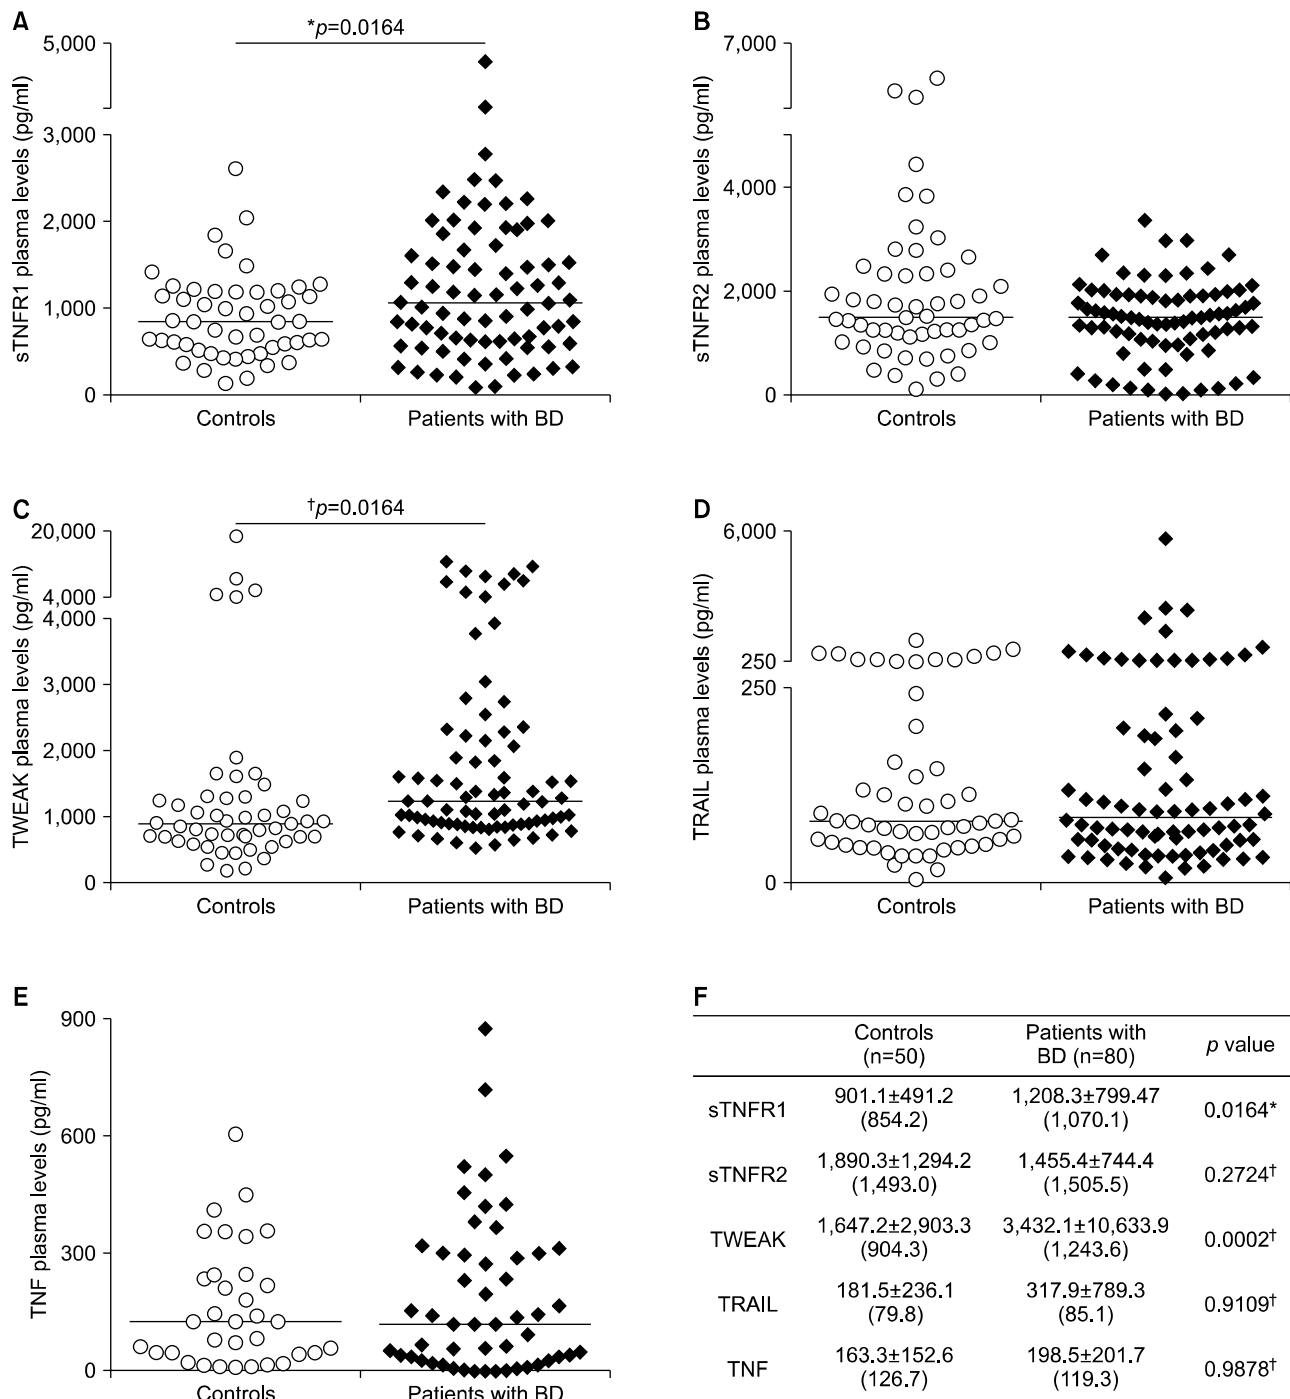 A
*p=0.0164
5,000
3,000
2,000
1,000
0
sTNFR1 plasma levels (pg/ml)
Controls
Patients with BD
B
7,000
4,000
2,000
0
sTNFR2 plasma levels (pg/ml)
Controls
Patients with BD
C
†p=0.0164
20,000
4,000
4,000
3,000
2,000
1,000
0
TWEAK plasma levels (pg/ml)
Controls
Patients with BD
D
6,000
250
250
0
TRAIL plasma levels (pg/ml)
Controls
Patients with BD
E
900
600
300
0
TNF plasma levels (pg/ml)
Controls
Patients with BD
F
Controls (n=50) Patients with BD (n=80) p value
sTNFR1 901.1±491.2 (854.2) 1,208.3±799.47 (1,070.1) 0.0164*
sTNFR2 1,890.3±1,294.2 (1,493.0) 1,455.4±744.4 (1,505.5) 0.2724†
TWEAK 1,647.2±2,903.3 (904.3) 3,432.1±10,633.9 (1,243.6) 0.0002†
TRAIL 181.5±236.1 (79.8) 317.9±789.3 (85.1) 0.9109†
TNF 163.3±152.6 (126.7) 198.5±201.7 (119.3) 0.9878†